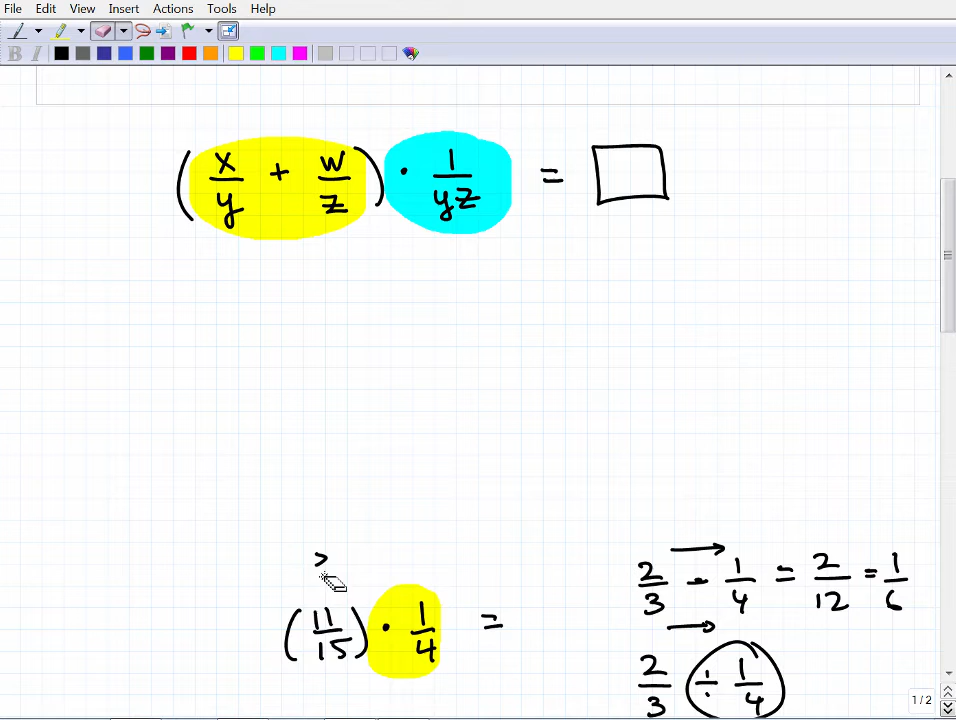 File Edit View Insert Actions Tools Help
B I
(x/y + w/z) · 1/yz = □
>
(11/15) · 1/4 =
2/3 · 1/4 = 2/12 = 1/6
2/3 ÷ 1/4
1 / 2